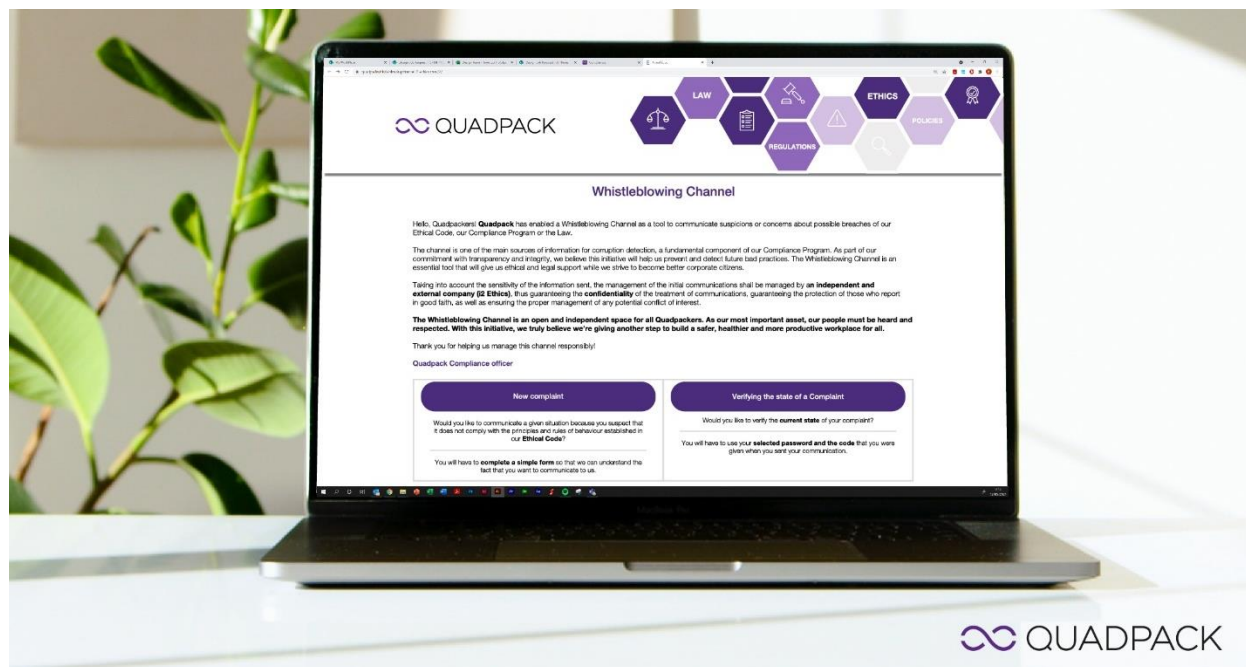 LAW
ETHICS
POLICIES
REGULATIONS
QUADPACK
Whistleblowing Channel
Hello, Quadpackers! Quadpack has enabled a Whistleblowing Channel as a tool to communicate suspicions or concerns about possible breaches of our
Ethical Code, our Compliance Program or the Law.
The channel is one of the main sources of information for corruption detection, a fundamental component of our Compliance Program. As part of our
commitment with transparency and integrity, we believe this initiative will help us prevent and detect future bad practices. The Whistleblowing Channel is an
essential tool that will give us ethical and legal support while we strive to become better corporate citizens.
Taking into account the sensitivity of the information sent, the management of the initial communications shall be managed by an independent and
external company (i2 Ethics), thus guaranteeing the confidentiality of the treatment of communications, guaranteeing the protection of those who report
in good faith, as well as ensuring the proper management of any potential conflict of interest.
The Whistleblowing Channel is an open and independent space for all Quadpackers. As our most important asset, our people must be heard and
respected. With this initiative, we truly believe we're giving another step to build a safer, healthier and more productive workplace for all.
Thank you for helping us manage this channel responsibly!
Quadpack Compliance officer
New complaint
Would you like to communicate a given situation because you suspect that
it does not comply with the principles and rules of behaviour established in
our Ethical Code?
You will have to complete a simple form so that we can understand the
fact that you want to communicate to us.
Verifying the state of a Complaint
Would you like to verify the current state of your complaint?
You will have to use your selected password and the code that you were
given when you sent your communication.
MacBook Pro
QUADPACK